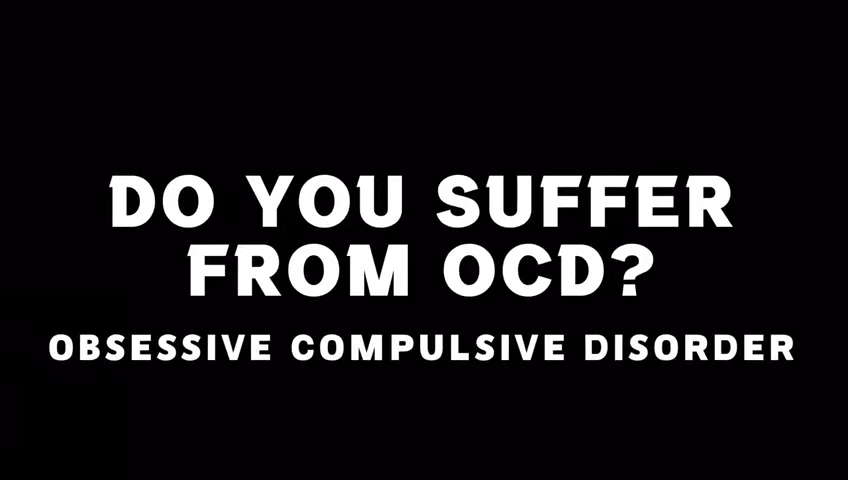 DO YOU SUFFER
FROM OCD?
OBSESSIVE COMPULSIVE DISORDER